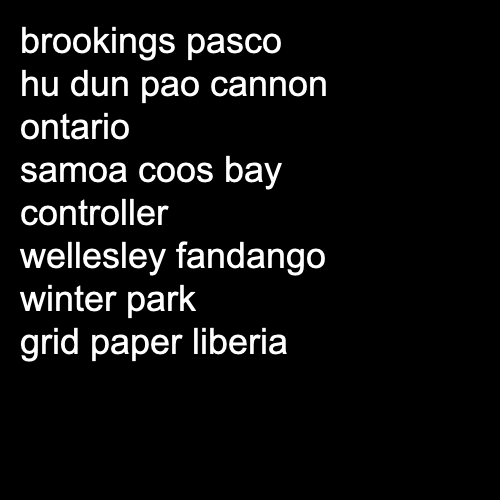 brookings pasco
hu dun pao cannon
ontario
samoa coos bay
controller
wellesley fandango
winter park
grid paper liberia